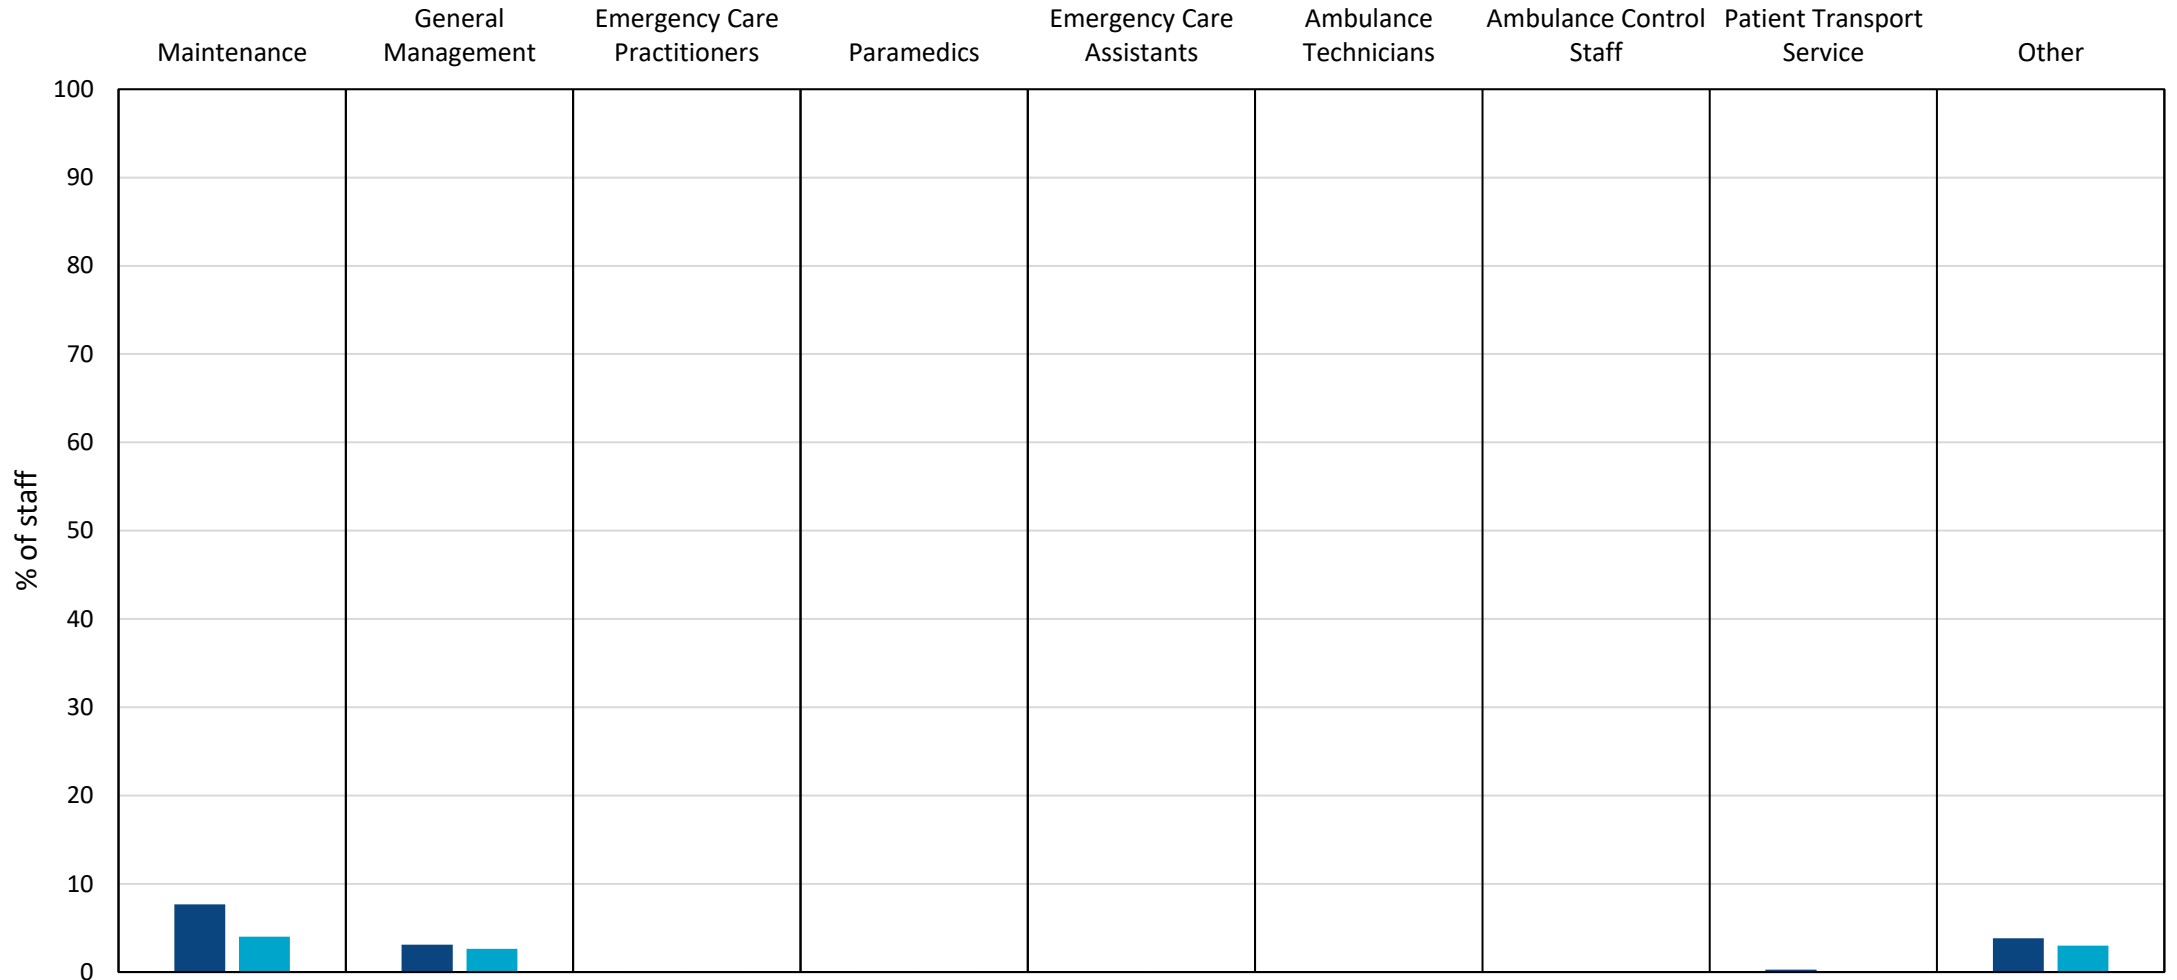 Maintenance
General
Management
Emergency Care
Practitioners
Paramedics
Emergency Care
Assistants
Ambulance
Technicians
Ambulance Control
Staff
Patient Transport
Service
Other
% of staff
100
90
80
70
60
50
40
30
20
10
0